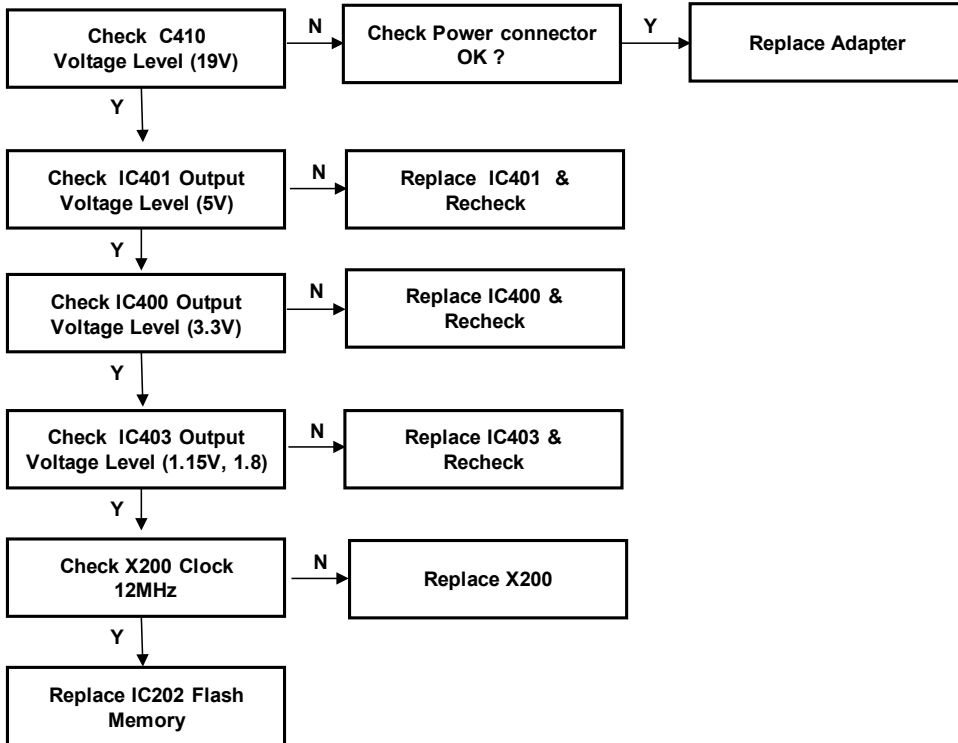 Check C410
Voltage Level (19V)
N
Check Power connector
OK ?
Y
Replace Adapter
Y
Check IC401 Output
Voltage Level (5V)
N
Replace IC401 &
Recheck
Y
Check IC400 Output
Voltage Level (3.3V)
N
Replace IC400 &
Recheck
Y
Check IC403 Output
Voltage Level (1.15V, 1.8)
N
Replace IC403 &
Recheck
Y
Check X200 Clock
12MHz
N
Replace X200
Y
Replace IC202 Flash
Memory